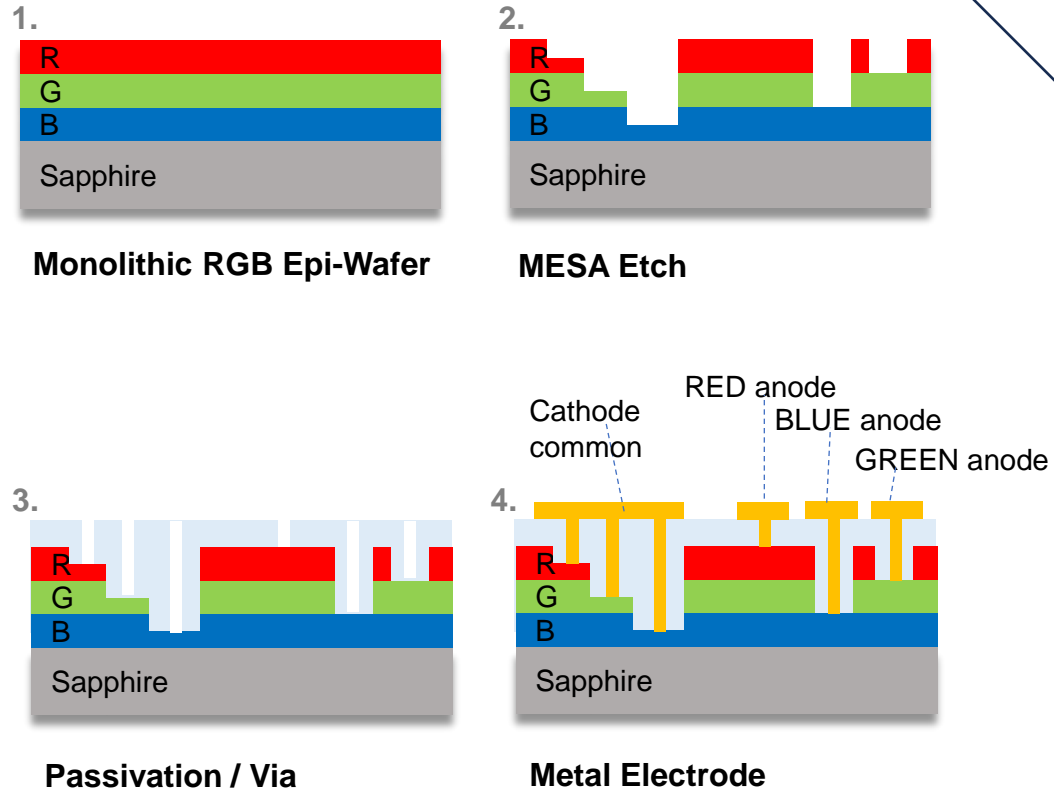 1.
R
G
B
Sapphire
Monolithic RGB Epi-Wafer
2.
R
G
B
Sapphire
MESA Etch
3.
R
G
B
Sapphire
Passivation / Via
4.
Cathode
common
RED anode
BLUE anode
GREEN anode
R
G
B
Sapphire
Metal Electrode